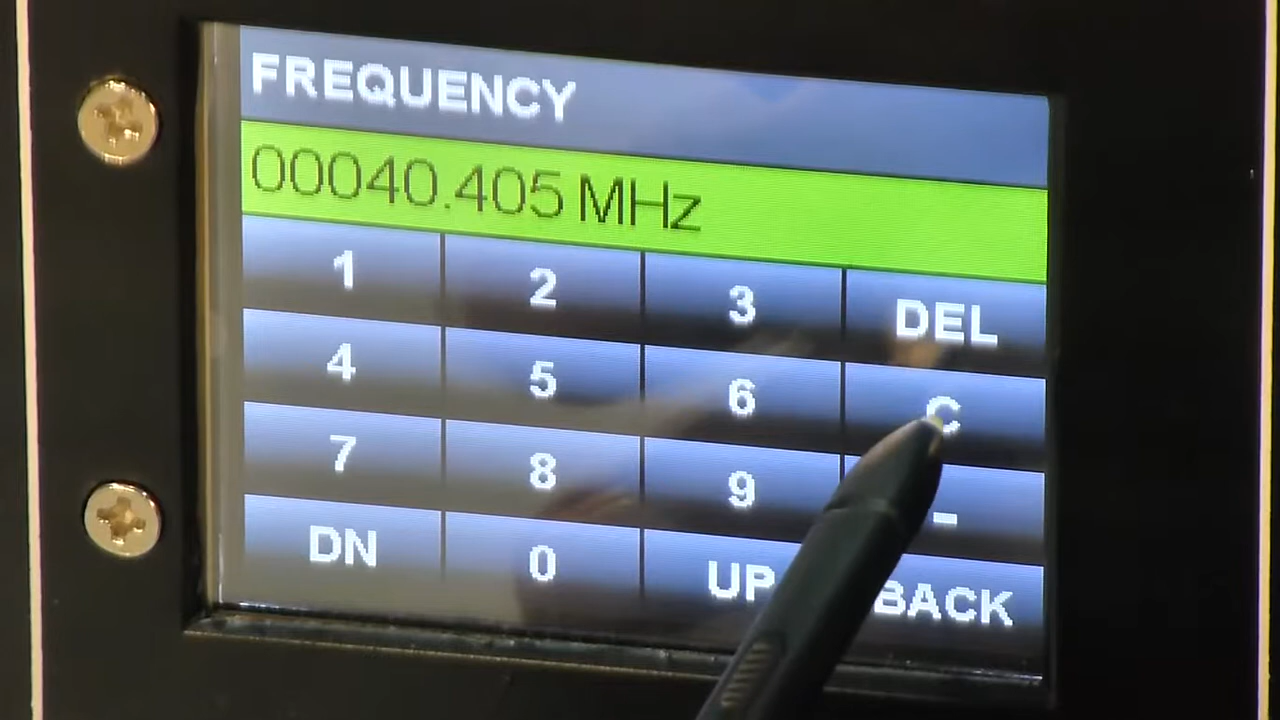 FREQUENCY
00040.405 MHz
1 2 3 DEL
4 5 6 C
7 8 9 -
DN 0 UP BACK